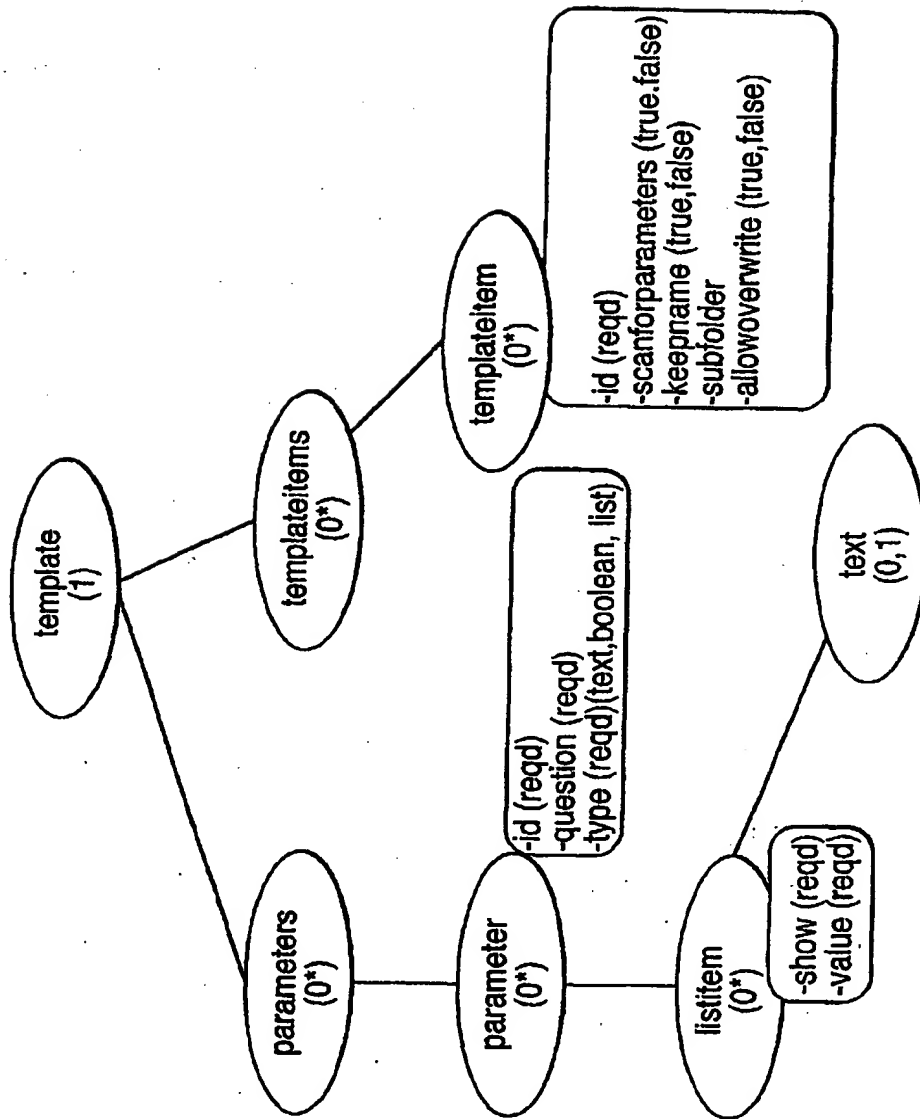 template
(1)
parameters
(0*)
templateitems
(0*)
parameter
(0*)
-id (reqd)
-question (reqd)
-type (reqd)(text,boolean, list)
templateitem
(0*)
-id (reqd)
-scanforparameters (true.false)
-keepname (true,false)
-subfolder
-allowoverwrite (true,false)
listitem
(0*)
-show (reqd)
-value (reqd)
text
(0,1)